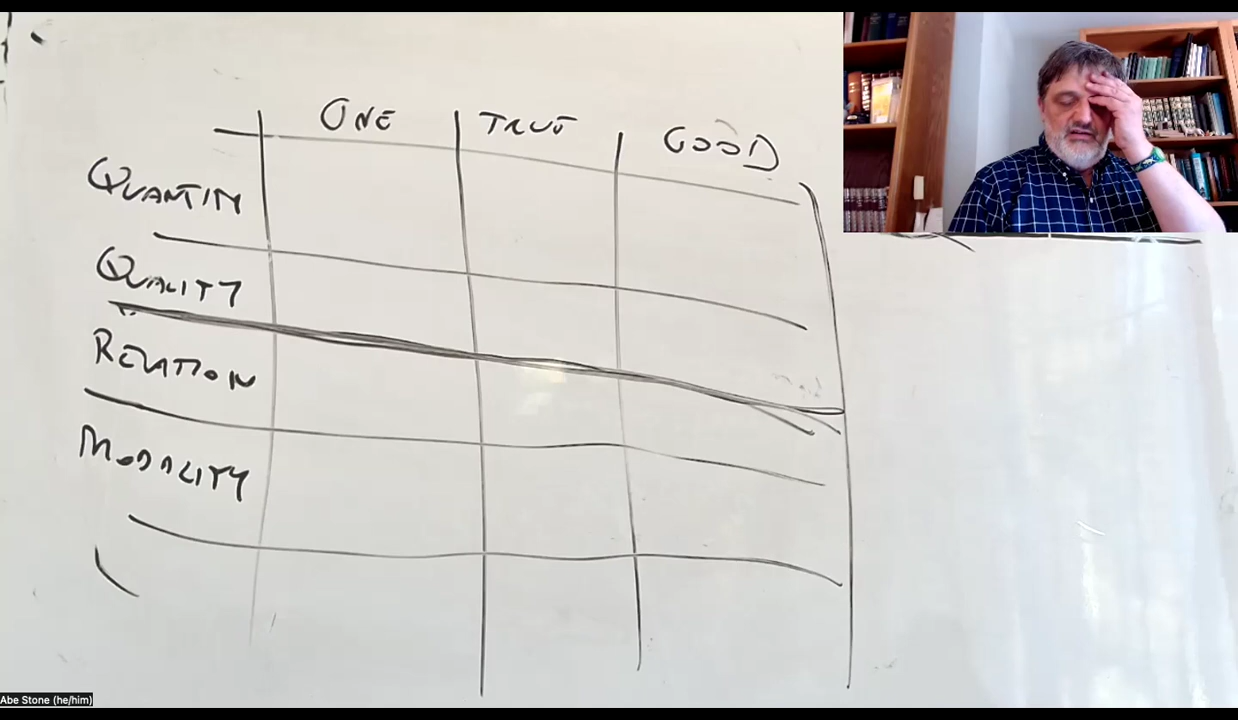 ONE TRUE GOOD
QUANTITY
QUALITY
RELATION
MODALITY
Abe Stone (he/him)